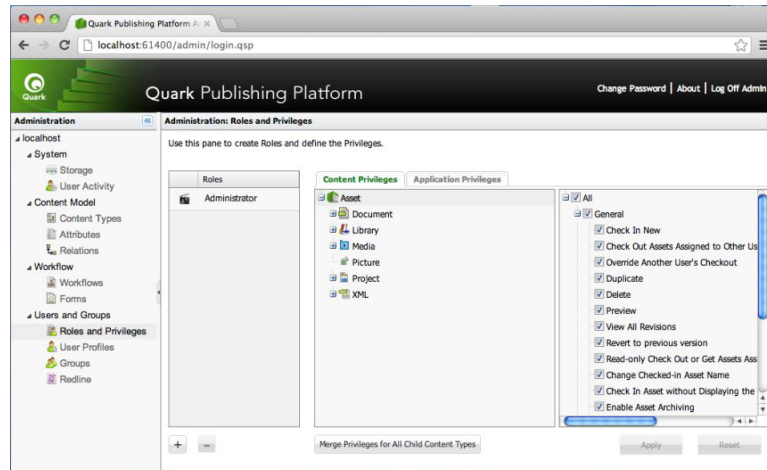 Quark Publishing Platform A
localhost:61400/admin/login.qsp
Quark
Quark Publishing Platform
Change Password | About | Log Off Admin
Administration
Administration: Roles and Privileges
localhost
System
Storage
User Activity
Content Model
Content Types
Attributes
Relations
Workflow
Workflows
Forms
Users and Groups
Roles and Privileges
User Profiles
Groups
Redline
Use this pane to create Roles and define the Privileges.
Roles
Administrator
Content Privileges
Application Privileges
Asset
Document
Library
Media
Picture
Project
XML
All
General
Check In New
Check Out Assets Assigned to Other Us
Override Another User's Checkout
Duplicate
Delete
Preview
View All Revisions
Revert to previous version
Read-only Check Out or Get Assets Ass
Change Checked-in Asset Name
Check In Asset without Displaying the
Enable Asset Archiving
+ −
Merge Privileges for All Child Content Types
Apply
Reset